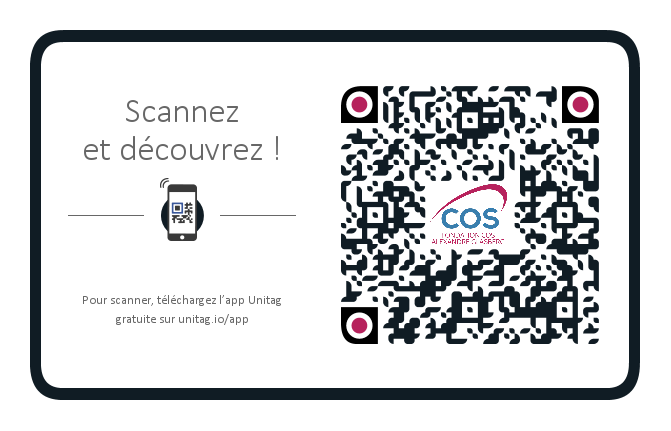 Scannez
et découvrez !
Pour scanner, téléchargez l'app Unitag
gratuite sur unitag.io/app
COS
FONDATION COS
ALEXANDRE GLASBERG